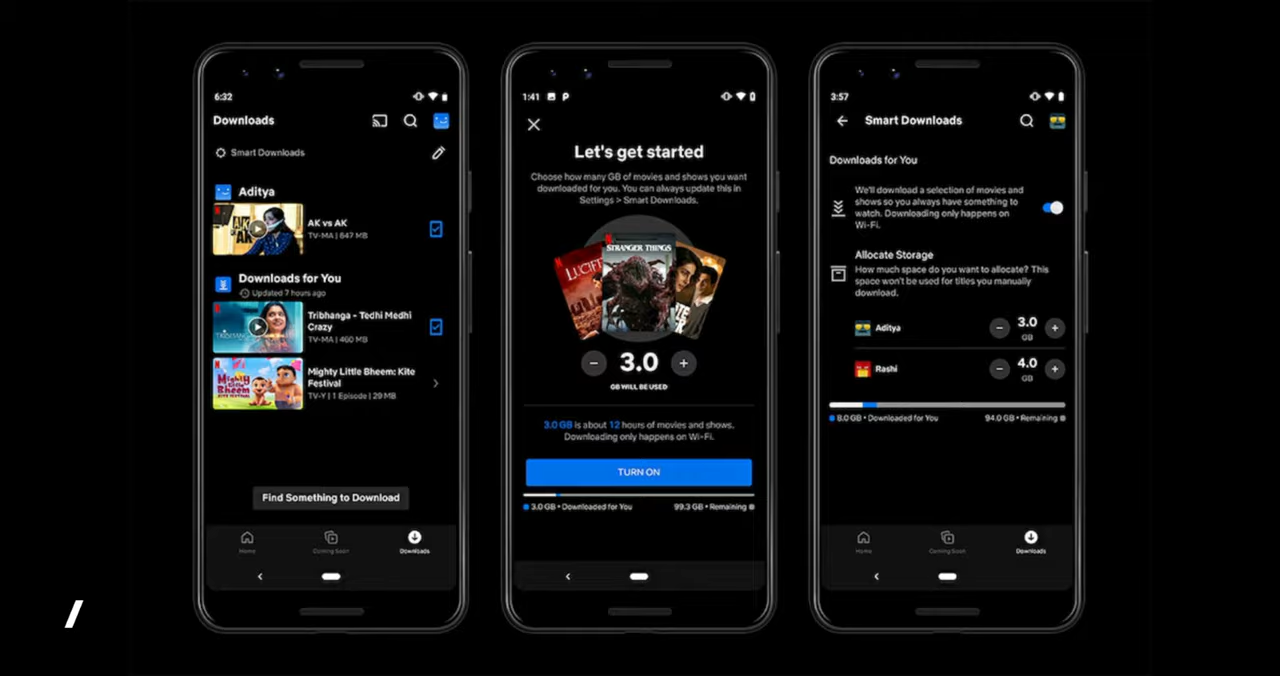 6:32
Downloads
Smart Downloads
Aditya
AK vs AK
TV-MA | 647 MB
Downloads for You
Updated 7 hours ago
Tribhanga - Tedhi Medhi
Crazy
TV-MA | 460 MB
Mighty Little Bheem: Kite
Festival
TV-Y | 1 Episode | 29 MB
Mighty
Little
Bheem
Find Something to Download
Home
Coming Soon
Downloads
1:41
Let's get started
Choose how many GB of movies and shows you want
downloaded for you. You can always update this in
Settings > Smart Downloads.
STRANGER THINGS
3.0
GB WILL BE USED
3.0 GB is about 12 hours of movies and shows.
Downloading only happens on Wi-Fi.
TURN ON
3.0 GB • Downloaded for You
99.3 GB • Remaining
3:57
Smart Downloads
Downloads for You
We'll download a selection of movies and
shows so you always have something to
watch. Downloading only happens on
Wi-Fi.
Allocate Storage
How much space do you want to allocate? This
space won't be used for titles you manually
download.
Aditya
3.0
GB
Rashi
4.0
GB
8.0 GB • Downloaded for You
94.0 GB • Remaining
Home
Coming Soon
Downloads